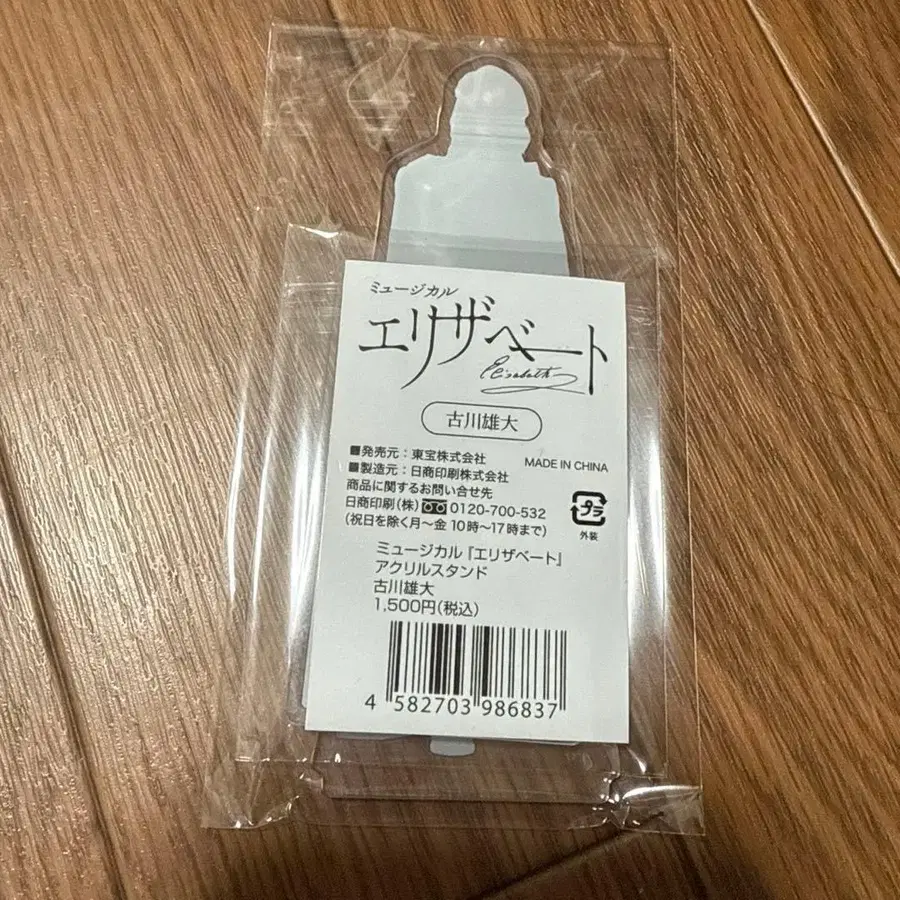 ミュージカル
エリザベート
Elisabeth
古川雄大
■発売元：東宝株式会社
■製造元：日商印刷株式会社
MADE IN CHINA
商品に関するお問い合せ先
日商印刷(株) 0120-700-532
(祝日を除く月～金 10時～17時まで)
プラ
外装
ミュージカル「エリザベート」
アクリルスタンド
古川雄大
1,500円(税込)
4 582703 986837